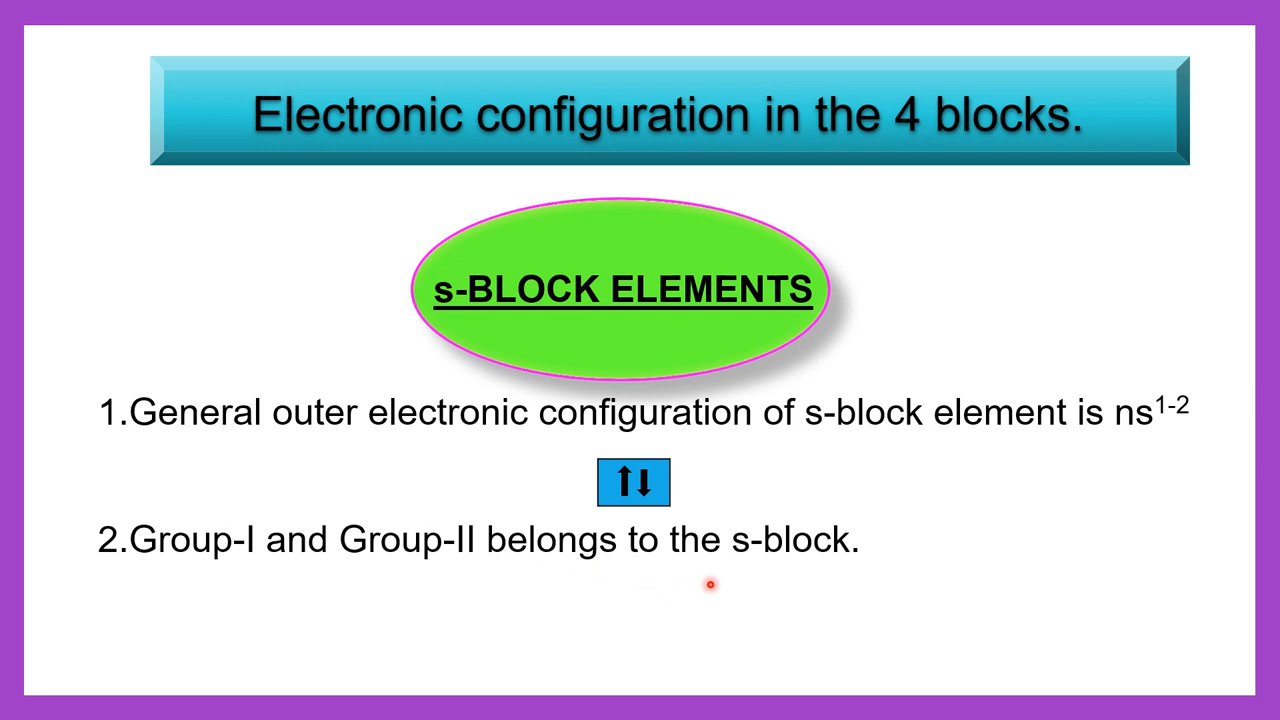 Electronic configuration in the 4 blocks.
s-BLOCK ELEMENTS
1.General outer electronic configuration of s-block element is ns¹⁻²
2.Group-I and Group-II belongs to the s-block.